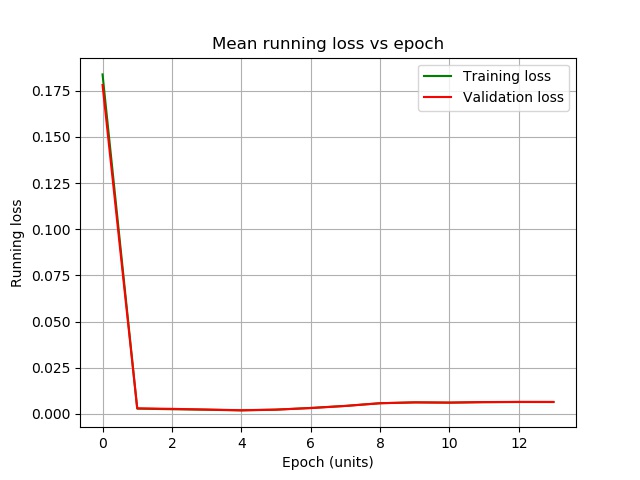 Mean running loss vs epoch
Training loss
Validation loss
0.175
0.150
0.125
0.100
0.075
0.050
0.025
0.000
Running loss
0 2 4 6 8 10 12
Epoch (units)